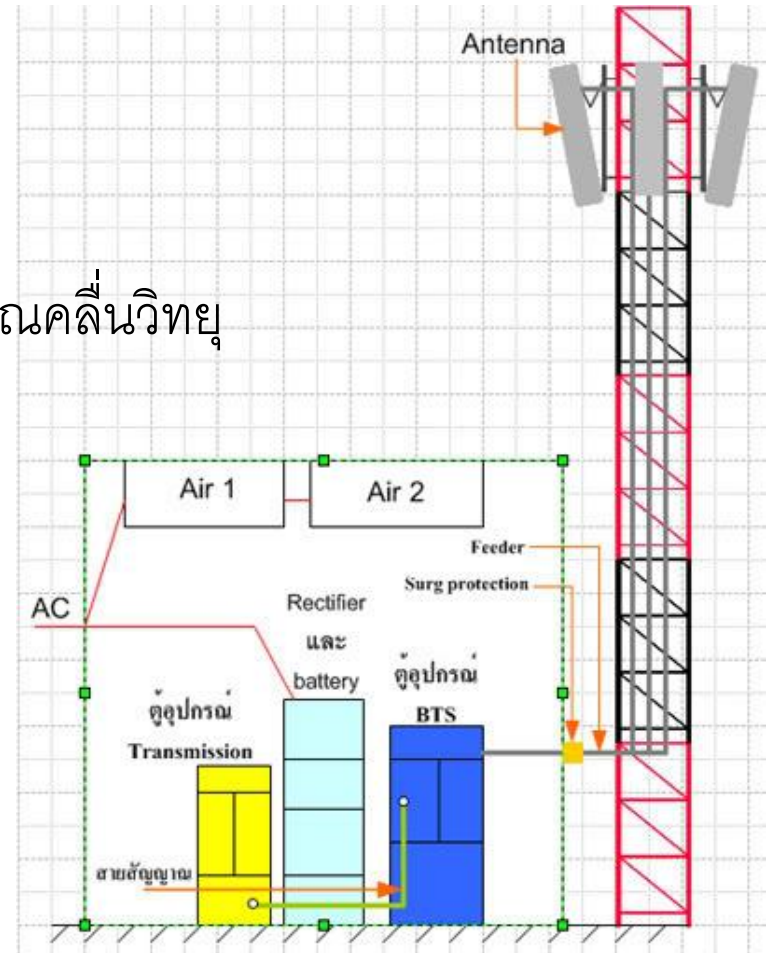 Antenna
ณคลื่นวิทยุ
Air 1
Air 2
Feeder
Surg protection
AC
Rectifier
และ
battery
ตู้อุปกรณ์
BTS
ตู้อุปกรณ์
Transmission
สายสัญญาณ